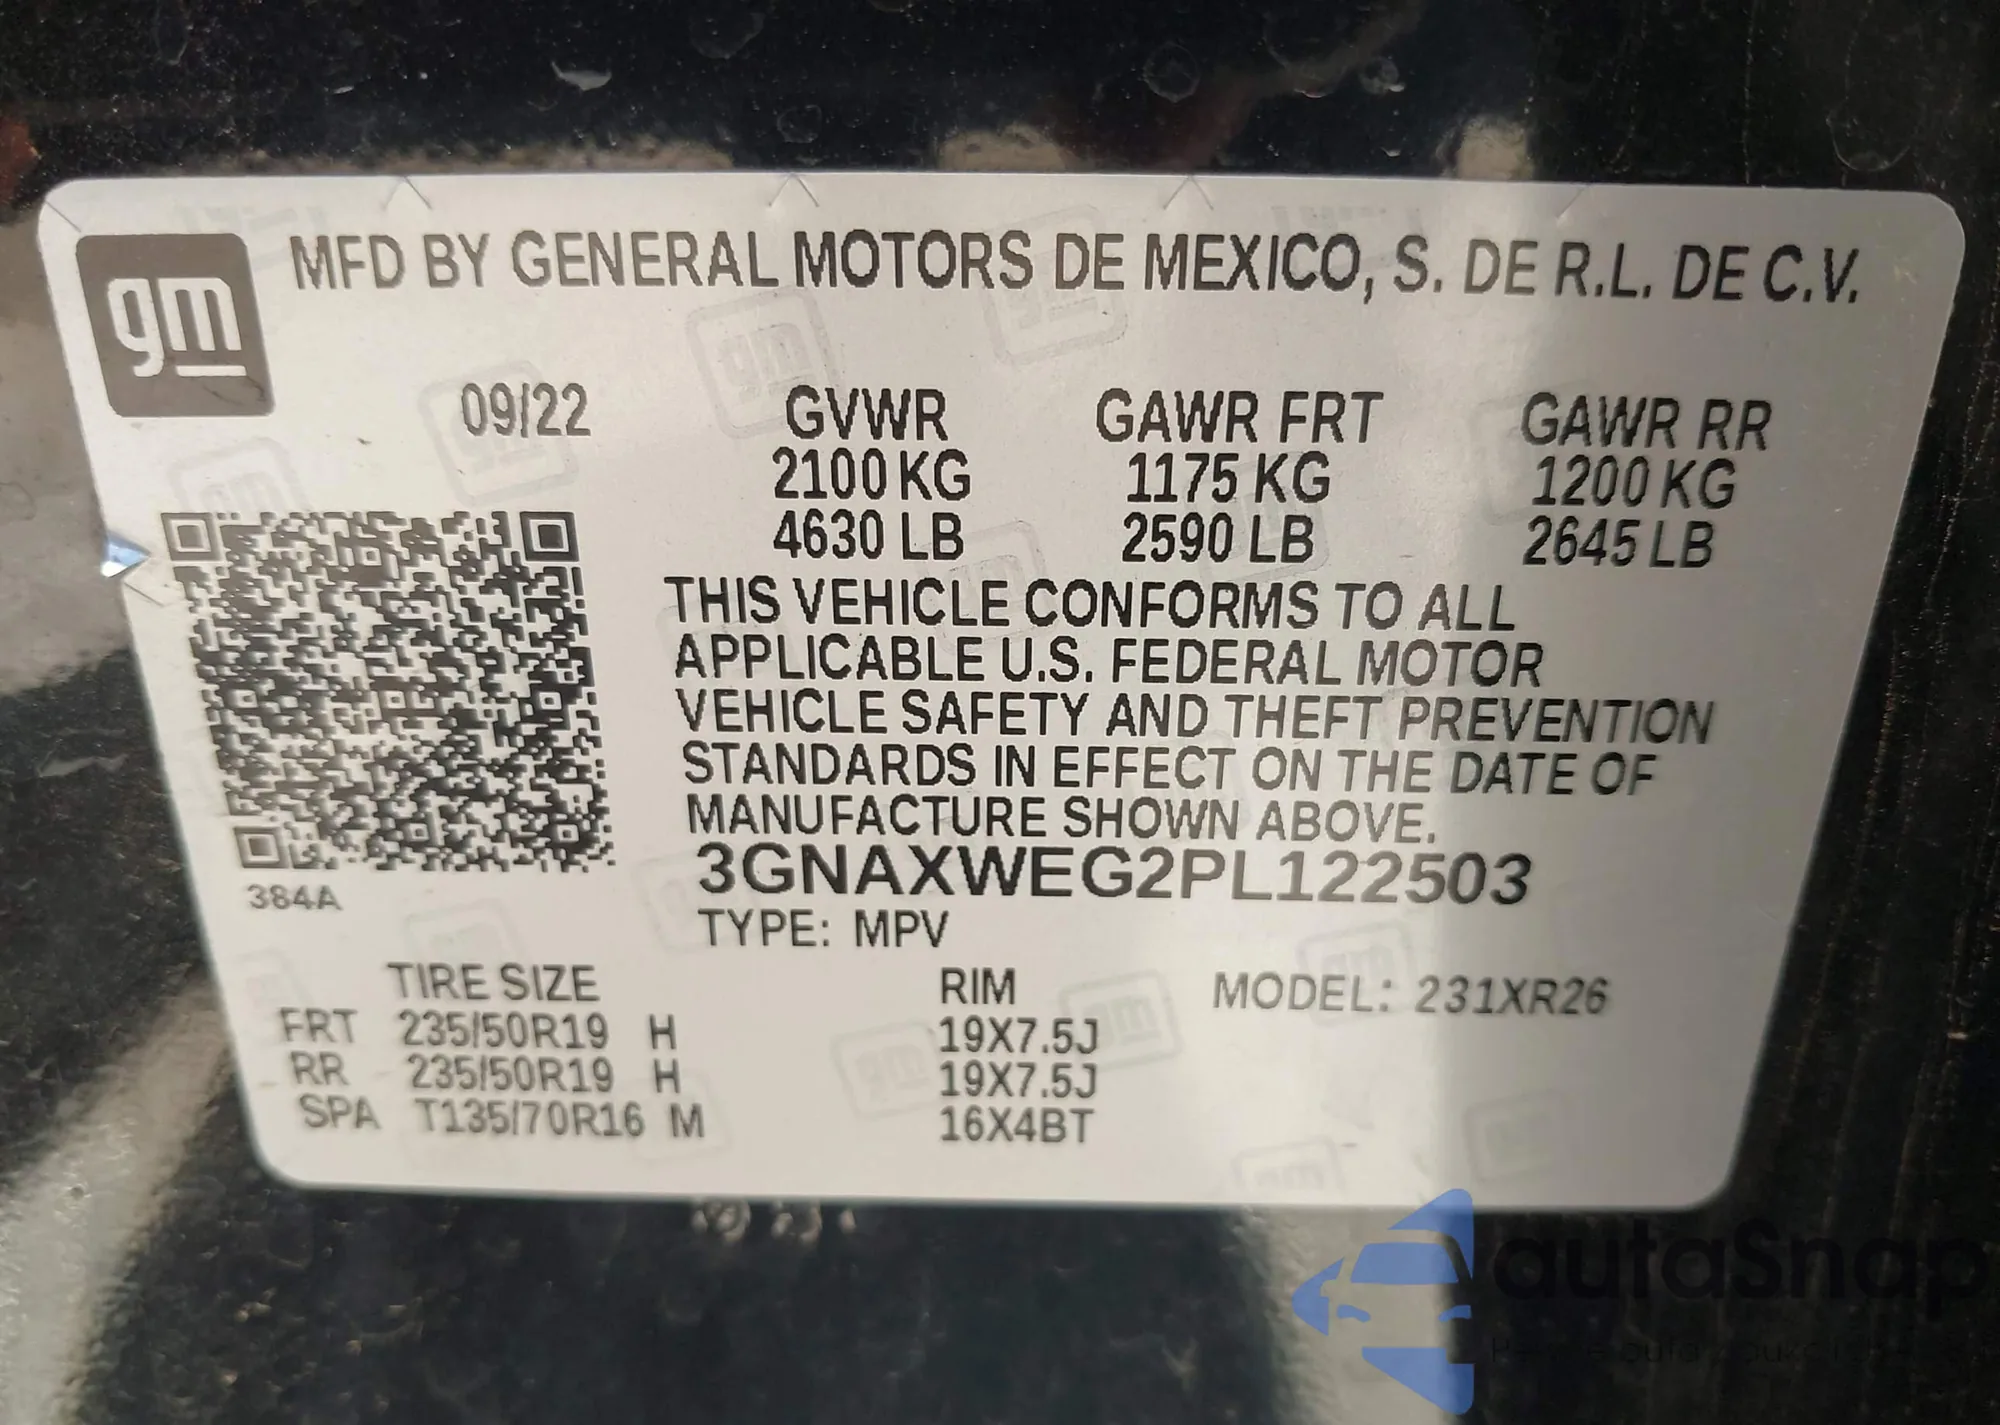 gm MFD BY GENERAL MOTORS DE MEXICO, S. DE R.L. DE C.V.
09/22 GVWR GAWR FRT GAWR RR
2100 KG 1175 KG 1200 KG
4630 LB 2590 LB 2645 LB
THIS VEHICLE CONFORMS TO ALL
APPLICABLE U.S. FEDERAL MOTOR
VEHICLE SAFETY AND THEFT PREVENTION
STANDARDS IN EFFECT ON THE DATE OF
MANUFACTURE SHOWN ABOVE.
3GNAXWEG2PL122503
384A
TYPE: MPV
TIRE SIZE RIM MODEL: 231XR26
FRT 235/50R19 H 19X7.5J
RR 235/50R19 H 19X7.5J
SPA T135/70R16 M 16X4BT
autaSnap